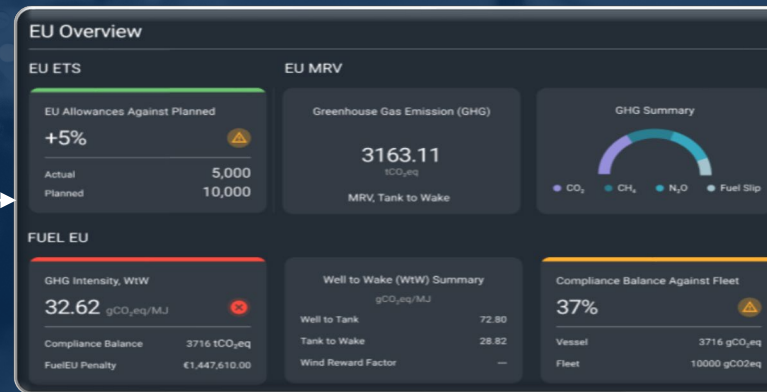 EU Overview
EU ETS
EU Allowances Against Planned
+5%
Actual 5,000
Planned 10,000
EU MRV
Greenhouse Gas Emission (GHG)
3163.11
tCO₂eq
MRV, Tank to Wake
GHG Summary
CO₂ CH₄ N₂O Fuel Slip
FUEL EU
GHG Intensity, WtW
32.62 gCO₂eq/MJ
Compliance Balance 3716 tCO₂eq
FuelEU Penalty €1,447,610.00
Well to Wake (WtW) Summary
gCO₂eq/MJ
Well to Tank 72.80
Tank to Wake 28.82
Wind Reward Factor —
Compliance Balance Against Fleet
37%
Vessel 3716 gCO₂eq
Fleet 10000 gCO2eq